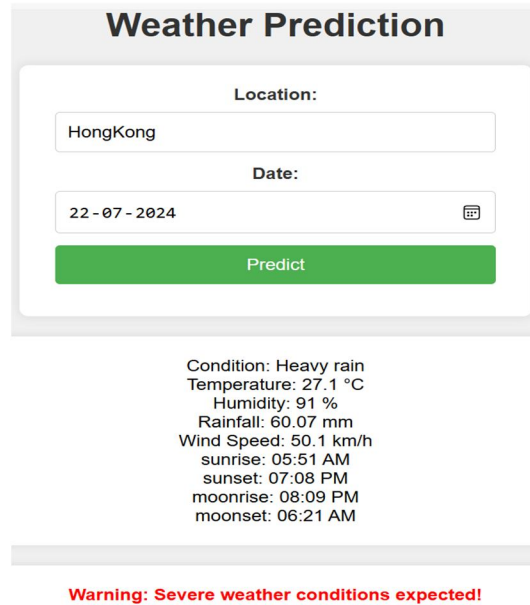 Weather Prediction
Location:
HongKong
Date:
22-07-2024
Predict
Condition: Heavy rain
Temperature: 27.1 °C
Humidity: 91 %
Rainfall: 60.07 mm
Wind Speed: 50.1 km/h
sunrise: 05:51 AM
sunset: 07:08 PM
moonrise: 08:09 PM
moonset: 06:21 AM
Warning: Severe weather conditions expected!